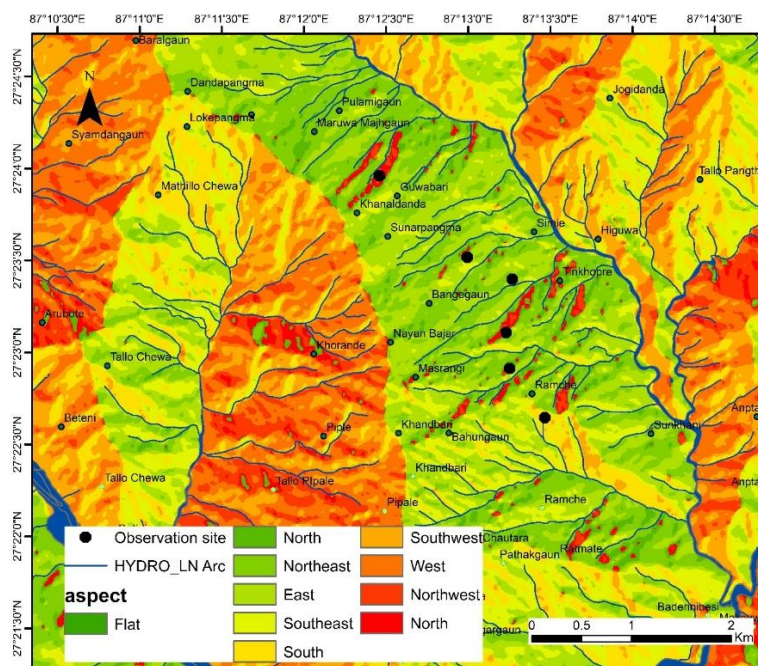 87°10'30"E 87°11'0"E 87°11'30"E 87°12'0"E 87°12'30"E 87°13'0"E 87°13'30"E 87°14'0"E 87°14'30"E
27°24'30"N
27°24'0"N
27°23'30"N
27°23'0"N
27°22'30"N
27°22'0"N
27°21'30"N
N
Baralgaun
Dandapangma
Pulamigaun
Jogidanda
Lokepangma
Maruwa Majhgaun
Syamdangaun
Tallo Pangth
Mathillo Chewa
Guwabari
Khanaldanda
Simle
Higuwa
Sunarpangma
Tinkhopre
Bangegaun
Arubote
Nayan Bajar
Khorande
Tallo Chewa
Masrangi
Ramche
Anpta
Beteni
Piple
Khandbari
Bahungaun
Sunkhani
Khandbari
Tallo Chewa
Tallo PIpale
Anpta
Pipale
Ramche
Chautara
Ratmate
Pathakgaun
Baderimibesi
Observation site
HYDRO_LN Arc
aspect
Flat
North
Northeast
East
Southeast
South
Southwest
West
Northwest
North
0 0.5 1 2
Km